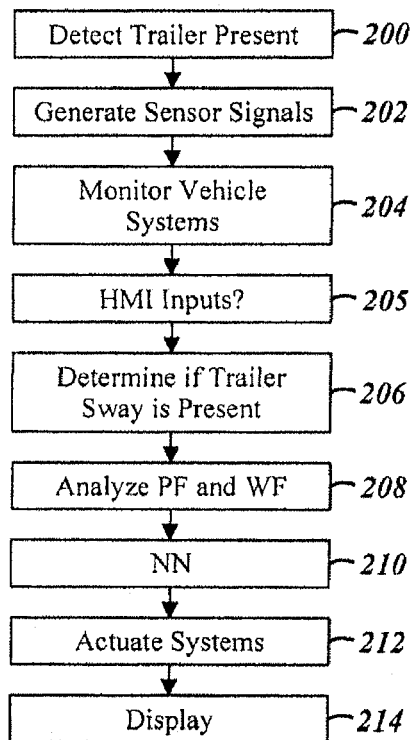 Detect Trailer Present 200
Generate Sensor Signals 202
Monitor Vehicle
Systems 204
HMI Inputs? 205
Determine if Trailer
Sway is Present 206
Analyze PF and WF 208
NN 210
Actuate Systems 212
Display 214